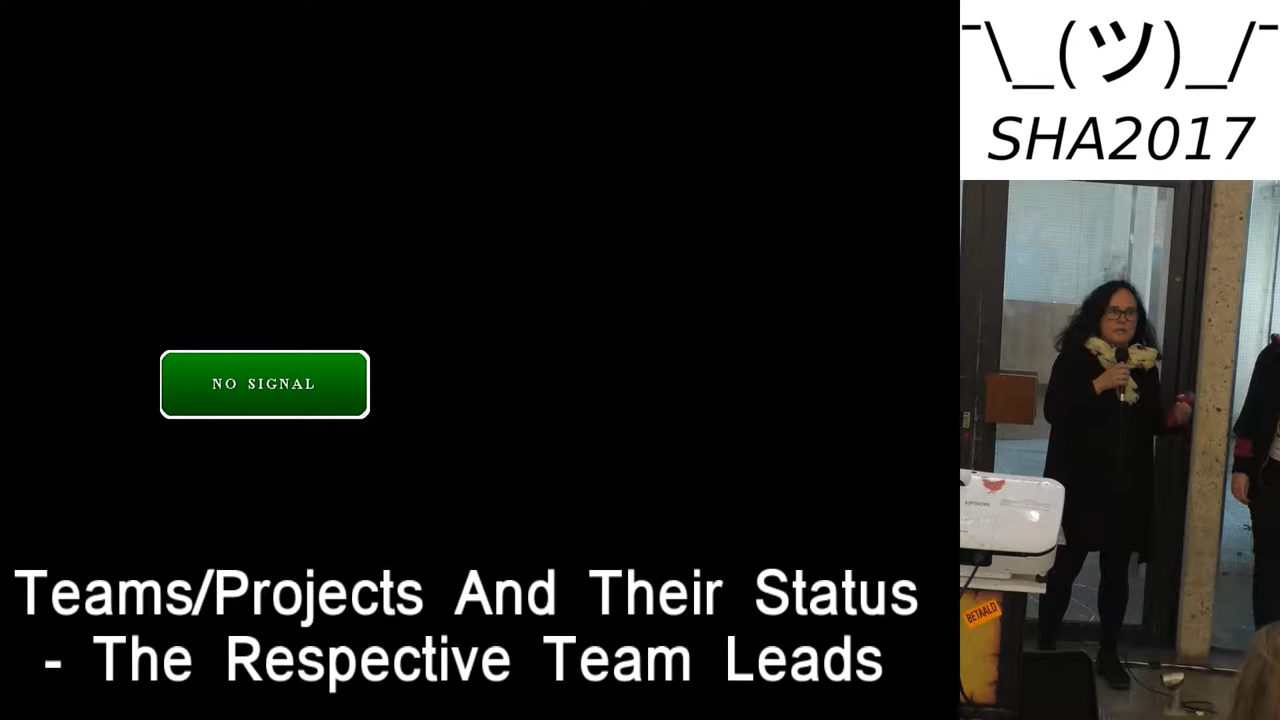 ¯\_(ツ)_/¯
SHA2017
NO SIGNAL
EPSON
BETAALD
Teams/Projects And Their Status
- The Respective Team Leads